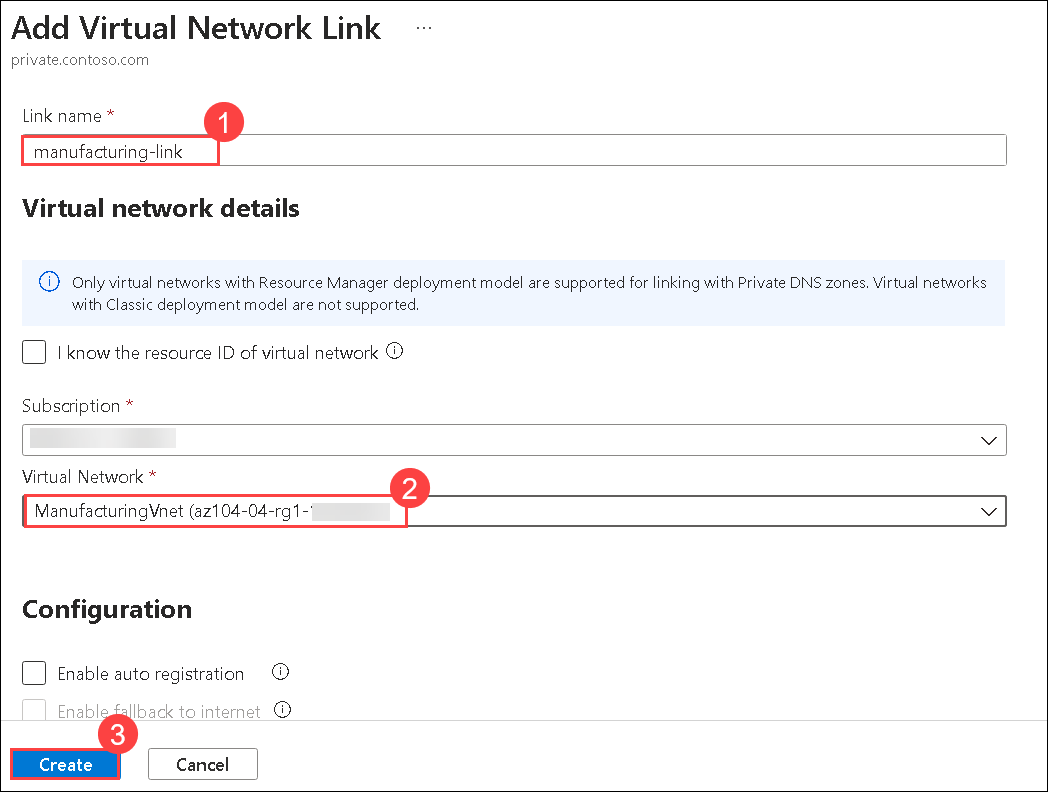 Add Virtual Network Link ...
private.contoso.com
Link name *
1
manufacturing-link
Virtual network details
Only virtual networks with Resource Manager deployment model are supported for linking with Private DNS zones. Virtual networks
with Classic deployment model are not supported.
I know the resource ID of virtual network
Subscription *
Virtual Network *
2
ManufacturingVnet (az104-04-rg1-
Configuration
Enable auto registration
Enable fallback to internet
3
Create Cancel